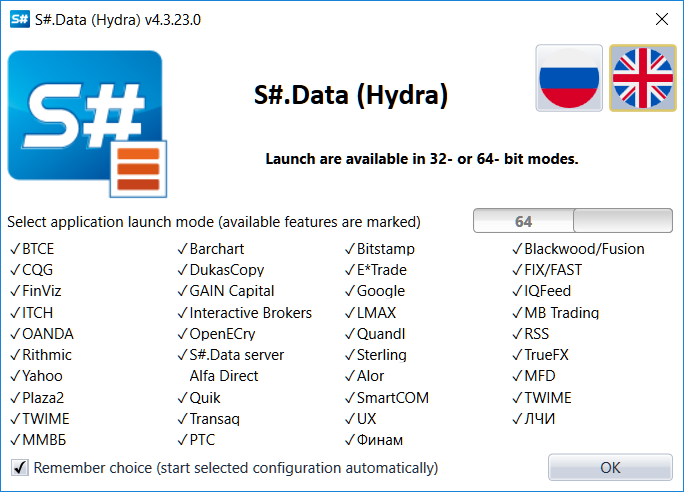 S#.Data (Hydra) v4.3.23.0
S#
S#.Data (Hydra)
Launch are available in 32- or 64- bit modes.
Select application launch mode (available features are marked) 64
✓BTCE ✓Barchart ✓Bitstamp ✓Blackwood/Fusion
✓CQG ✓DukasCopy ✓E*Trade ✓FIX/FAST
✓FinViz ✓GAIN Capital ✓Google ✓IQFeed
✓ITCH ✓Interactive Brokers ✓LMAX ✓MB Trading
✓OANDA ✓OpenECry ✓Quandl ✓RSS
✓Rithmic ✓S#.Data server ✓Sterling ✓TrueFX
✓Yahoo Alfa Direct ✓Alor ✓MFD
✓Plaza2 ✓Quik ✓SmartCOM ✓TWIME
✓TWIME ✓Transaq ✓UX ✓ЛЧИ
✓ММВБ ✓РТС ✓Финам
✓ Remember choice (start selected configuration automatically) OK